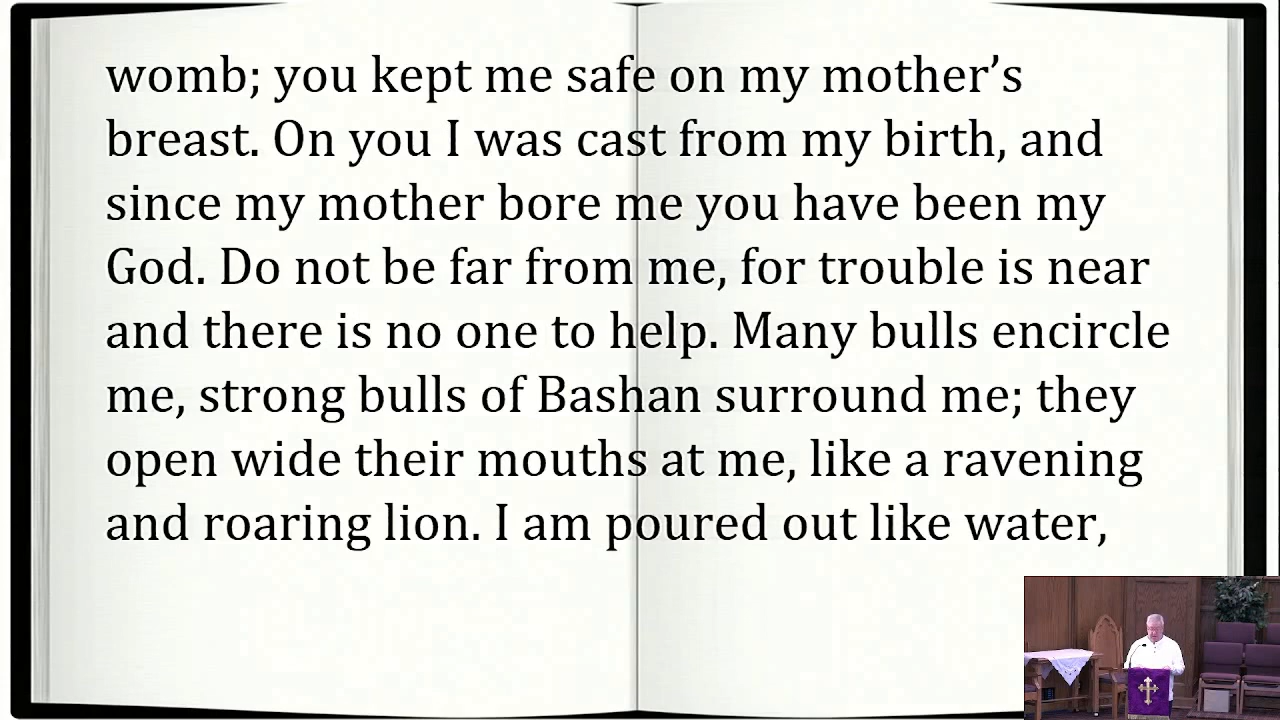 womb; you kept me safe on my mother’s
breast. On you I was cast from my birth, and
since my mother bore me you have been my
God. Do not be far from me, for trouble is near
and there is no one to help. Many bulls encircle
me, strong bulls of Bashan surround me; they
open wide their mouths at me, like a ravening
and roaring lion. I am poured out like water,